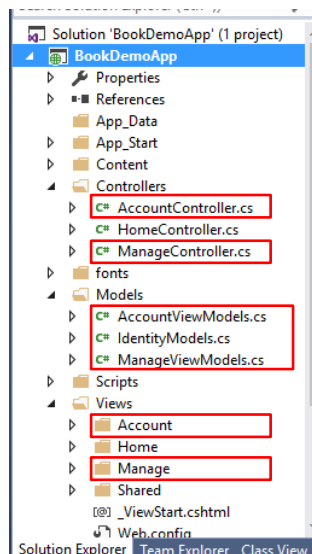 Solution 'BookDemoApp' (1 project)
BookDemoApp
Properties
References
App_Data
App_Start
Content
Controllers
C# AccountController.cs
C# HomeController.cs
C# ManageController.cs
fonts
Models
C# AccountViewModels.cs
C# IdentityModels.cs
C# ManageViewModels.cs
Scripts
Views
Account
Home
Manage
Shared
[@] _ViewStart.cshtml
Web.config
Solution Explorer Team Explorer Class View